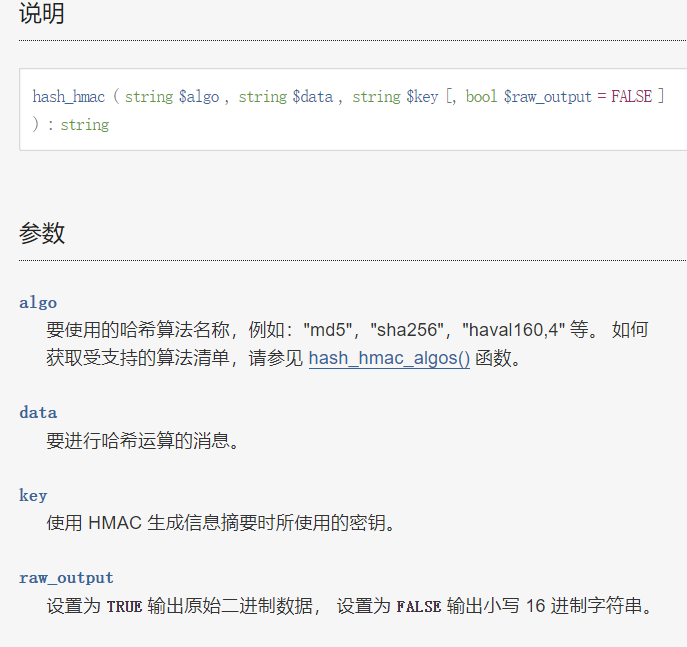 说明
hash_hmac ( string $algo , string $data , string $key [, bool $raw_output = FALSE ]
) : string
参数
algo
要使用的哈希算法名称，例如："md5"，"sha256"，"haval160,4" 等。 如何
获取受支持的算法清单，请参见 hash_hmac_algos() 函数。
data
要进行哈希运算的消息。
key
使用 HMAC 生成信息摘要时所使用的密钥。
raw_output
设置为 TRUE 输出原始二进制数据， 设置为 FALSE 输出小写 16 进制字符串。